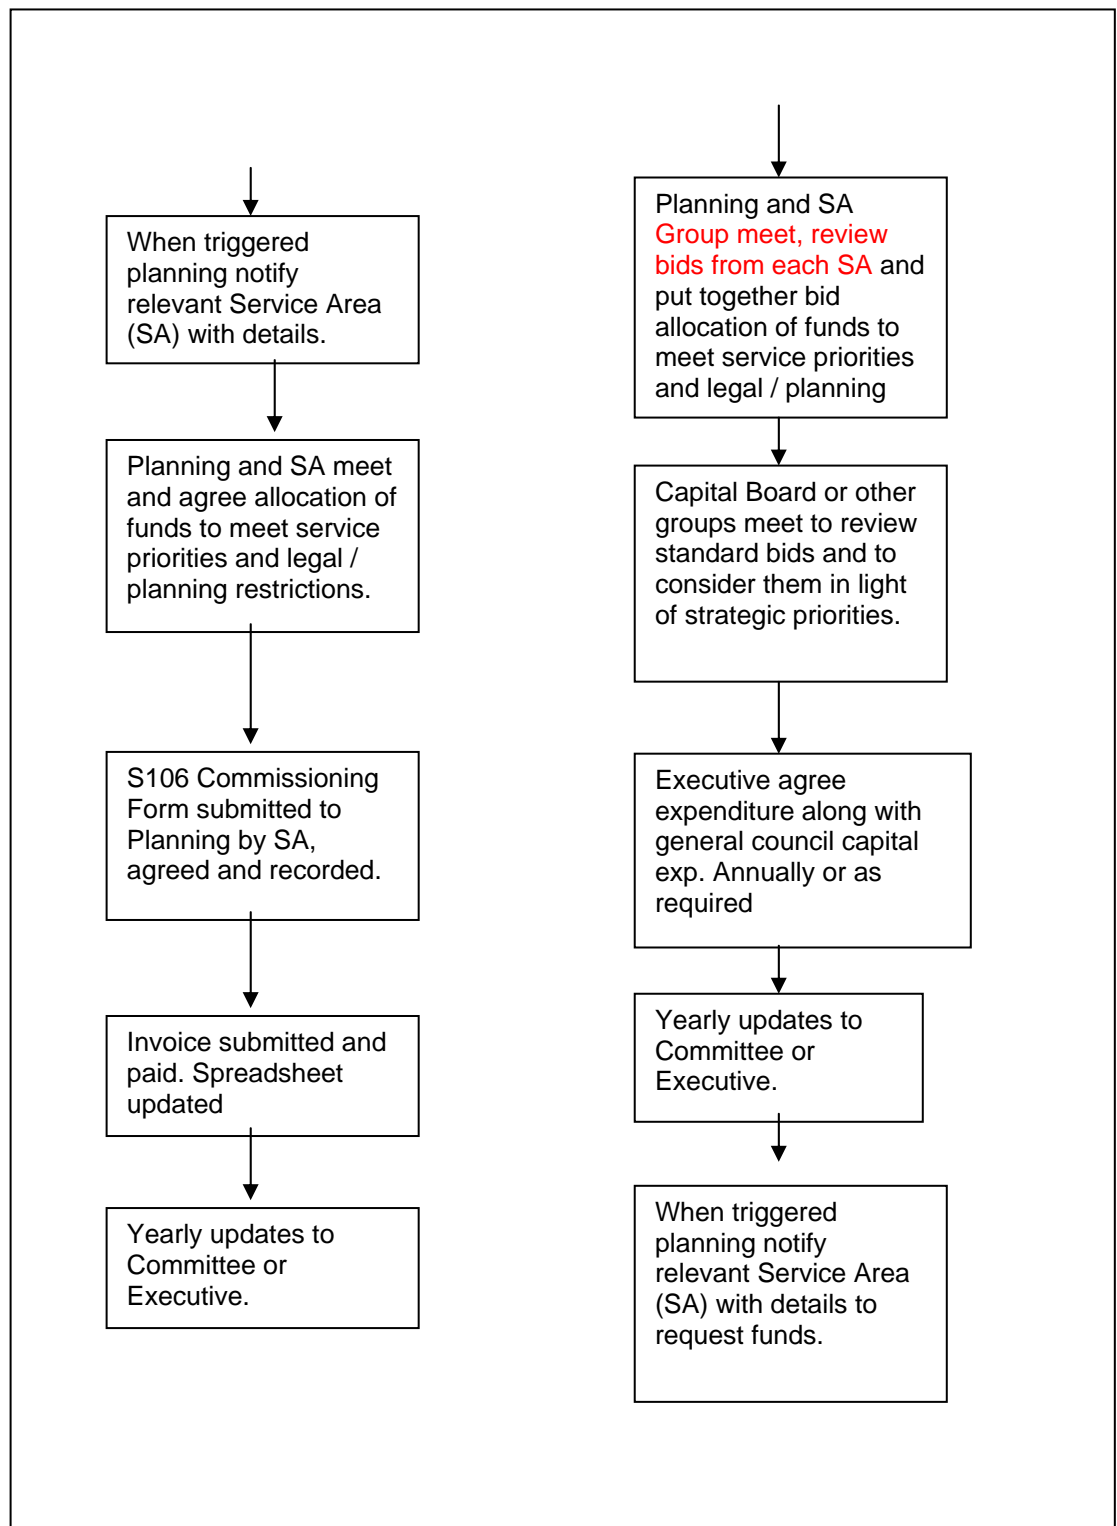 When triggered
planning notify
relevant Service Area
(SA) with details.
Planning and SA meet
and agree allocation of
funds to meet service
priorities and legal /
planning restrictions.
S106 Commissioning
Form submitted to
Planning by SA,
agreed and recorded.
Invoice submitted and
paid. Spreadsheet
updated
Yearly updates to
Committee or
Executive.
Planning and SA
Group meet, review
bids from each SA and
put together bid
allocation of funds to
meet service priorities
and legal / planning
Capital Board or other
groups meet to review
standard bids and to
consider them in light
of strategic priorities.
Executive agree
expenditure along with
general council capital
exp. Annually or as
required
Yearly updates to
Committee or
Executive.
When triggered
planning notify
relevant Service Area
(SA) with details to
request funds.